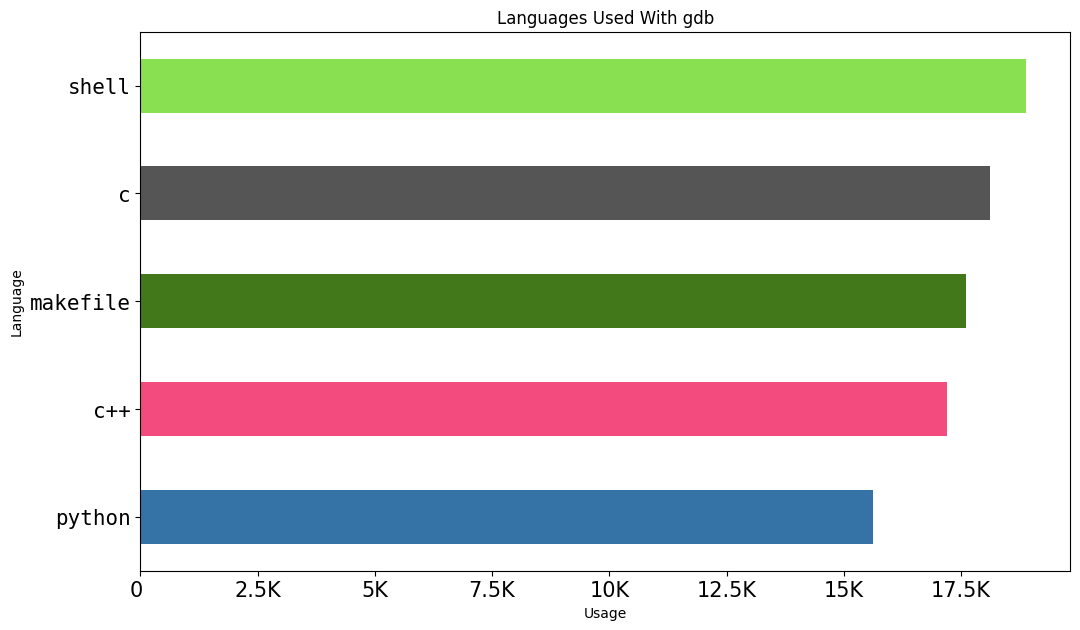 Languages Used With gdb
Language
shell
c
makefile
c++
python
0 2.5K 5K 7.5K 10K 12.5K 15K 17.5K
Usage